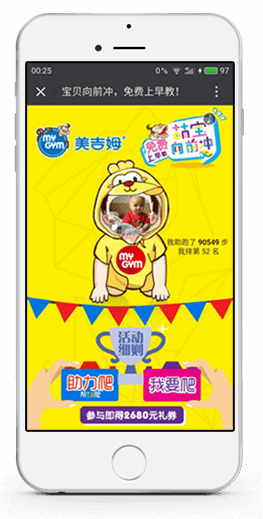 00:25
0% 4G 97
宝贝向前冲，免费上早教！
MY GYM 美吉姆®
免费上早教
萌宝向前冲
我助跑了 90549 步
我排第 52 名
MY GYM
活动
细则
助力爬
我要爬
参与即得2680元礼券